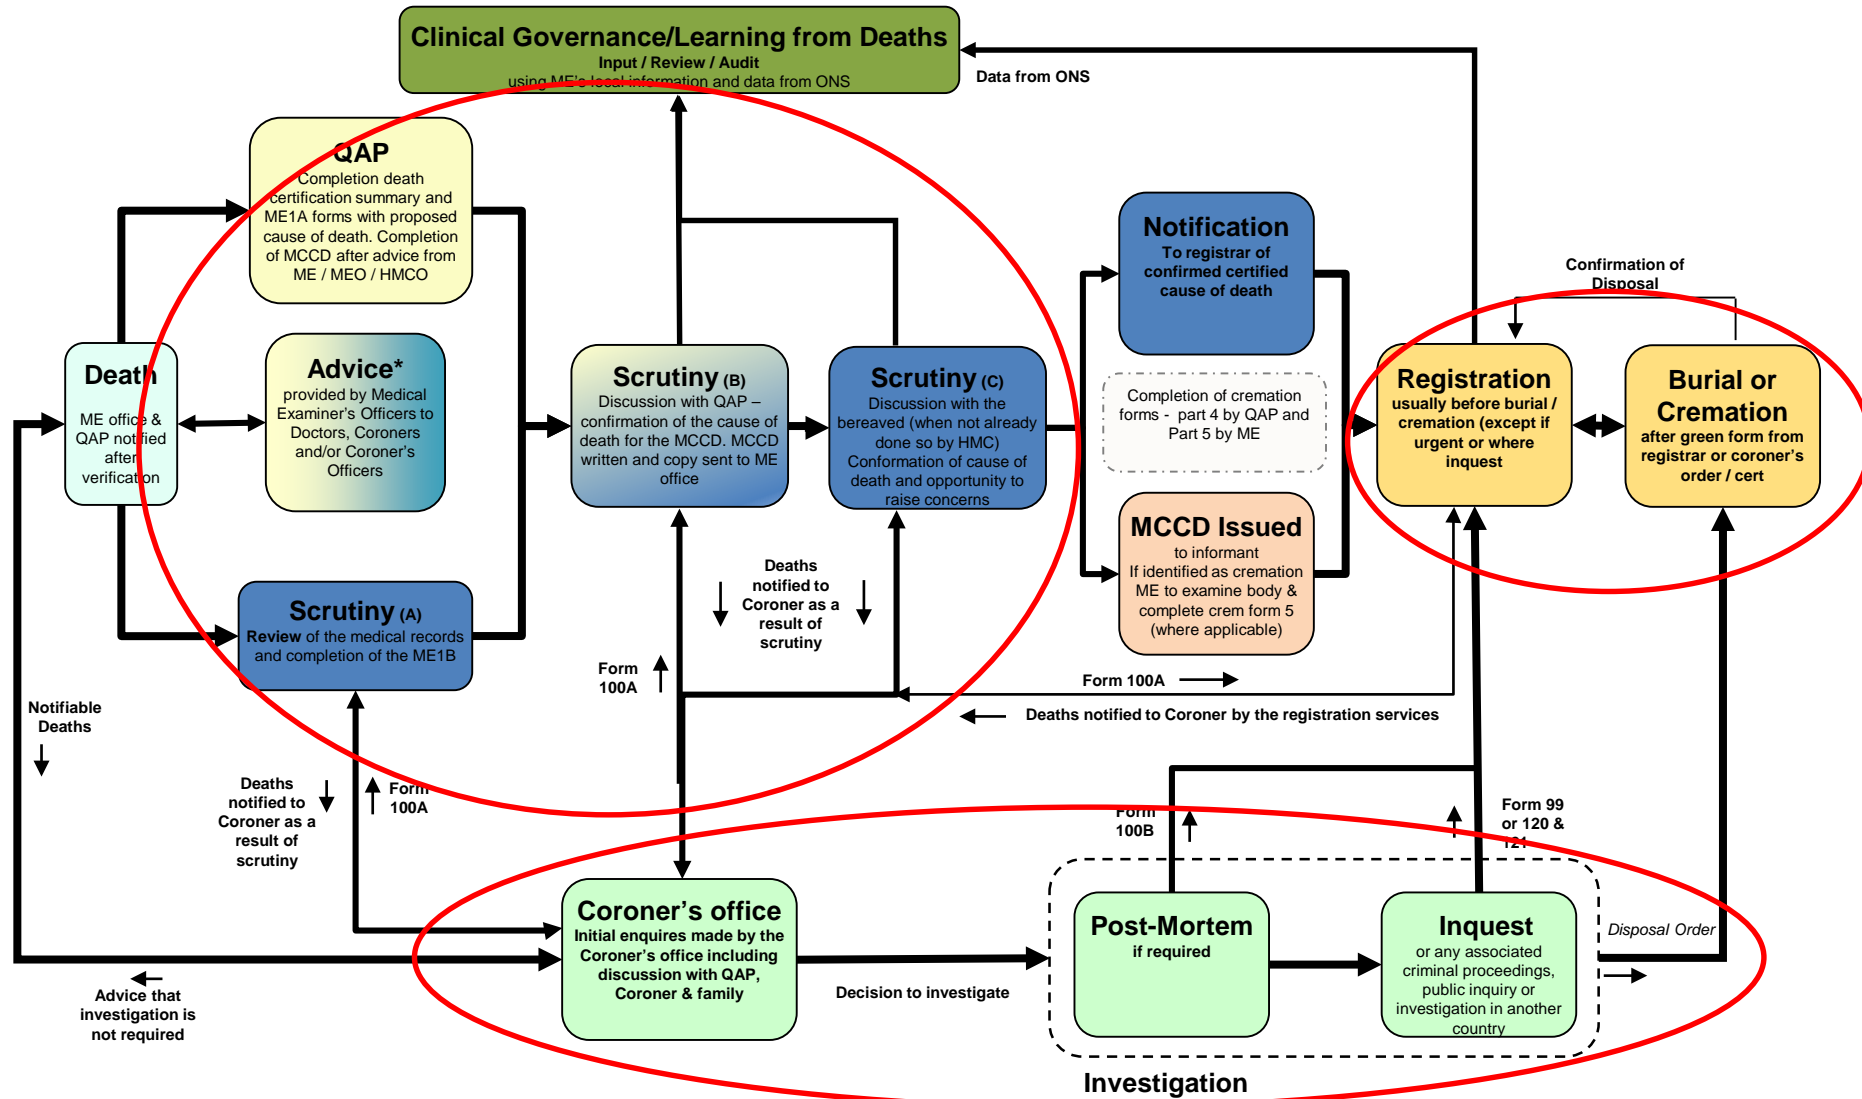 Clinical Governance/Learning from Deaths
Input / Review / Audit
using ME's local information and data from ONS
Data from ONS
QAP
Completion death
certification summary and
ME1A forms with proposed
cause of death. Completion
of MCCD after advice from
ME / MEO / HMCO
Death
ME office &
QAP notified
after
verification
Advice*
provided by Medical
Examiner's Officers to
Doctors, Coroners
and/or Coroner's
Officers
Scrutiny (A)
Review of the medical records
and completion of the ME1B
Scrutiny (B)
Discussion with QAP –
confirmation of the cause of
death for the MCCD. MCCD
written and copy sent to ME
office
Scrutiny (C)
Discussion with the
bereaved (when not already
done so by HMC)
Conformation of cause of
death and opportunity to
raise concerns
Notification
To registrar of
confirmed certified
cause of death
Completion of cremation
forms - part 4 by QAP and
Part 5 by ME
MCCD Issued
to informant
If identified as cremation
ME to examine body &
complete crem form 5
(where applicable)
Confirmation of
Disposal
Registration
usually before burial /
cremation (except if
urgent or where
inquest
Burial or
Cremation
after green form from
registrar or coroner's
order / cert
Deaths
notified to
Coroner as a
result of
scrutiny
Form
100A
Form 100A
Deaths notified to Coroner by the registration services
Notifiable
Deaths
Deaths
notified to
Coroner as a
result of
scrutiny
Form
100A
Form
100B
Form 99
or 120 &
121
Coroner's office
Initial enquires made by the
Coroner's office including
discussion with QAP,
Coroner & family
Decision to investigate
Post-Mortem
if required
Inquest
or any associated
criminal proceedings,
public inquiry or
investigation in another
country
Disposal Order
Advice that
investigation is
not required
Investigation